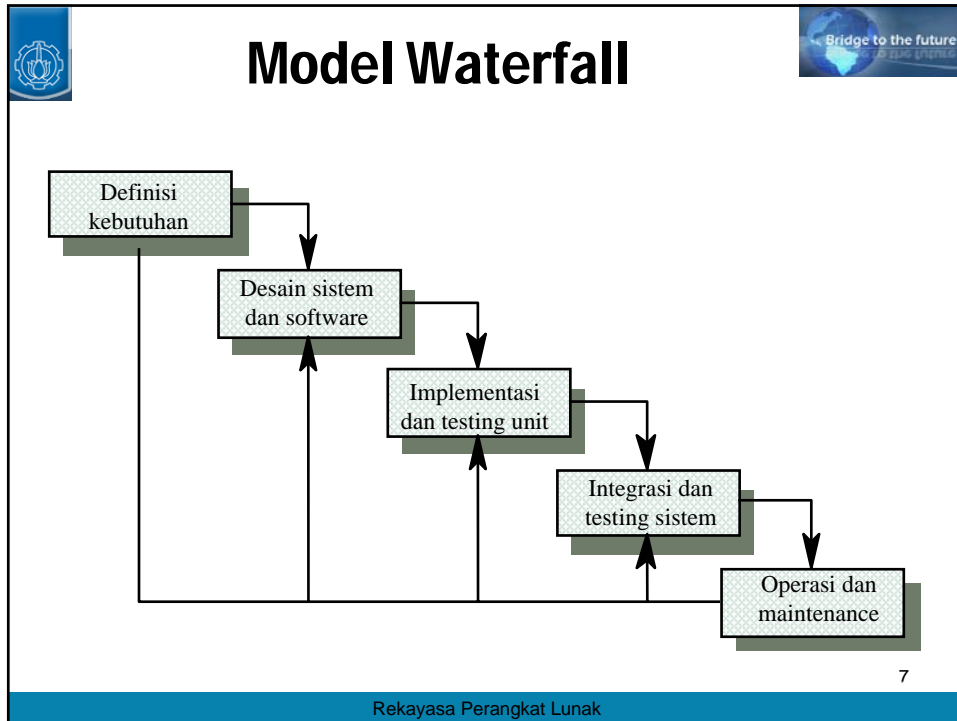 Model Waterfall
Bridge to the future
Definisi
kebutuhan
Desain sistem
dan software
Implementasi
dan testing unit
Integrasi dan
testing sistem
Operasi dan
maintenance
7
Rekayasa Perangkat Lunak